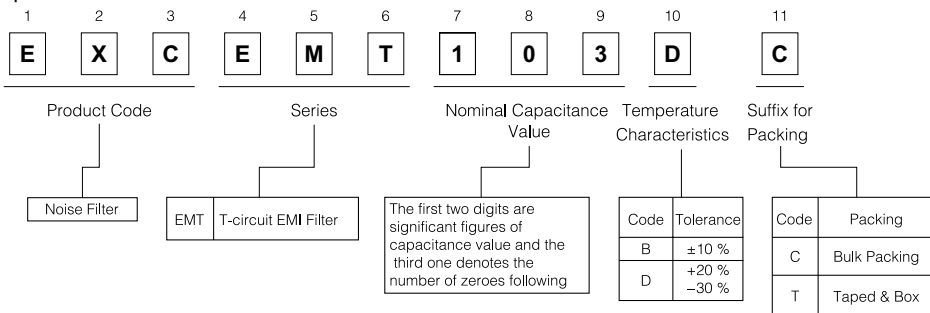 1 2 3 4 5 6 7 8 9 10 11
E X C E M T 1 0 3 D C
Product Code Series Nominal Capacitance Value Temperature Characteristics Suffix for Packing
Noise Filter
EMT T-circuit EMI Filter
The first two digits are
significant figures of
capacitance value and the
third one denotes the
number of zeroes following
Code Tolerance
B ±10 %
D +20 %
−30 %
Code Packing
C Bulk Packing
T Taped & Box